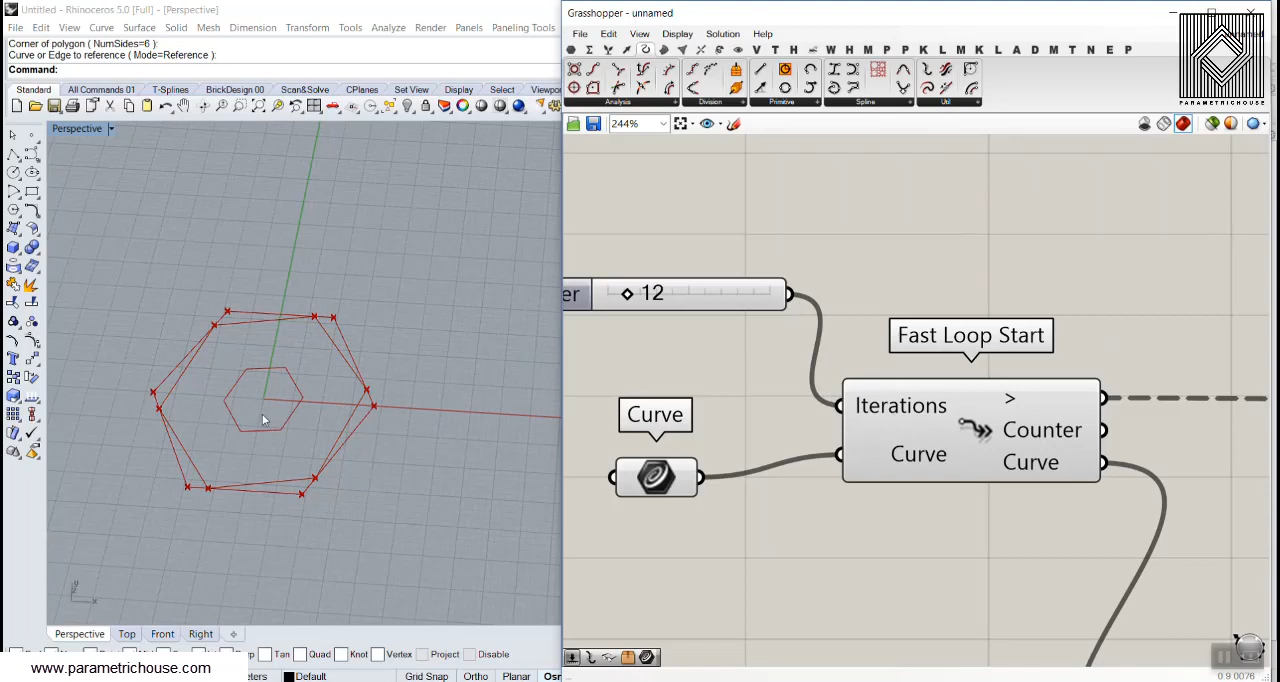 Untitled - Rhinoceros 5.0 [Full] - [Perspective]
File Edit View Curve Surface Solid Mesh Dimension Transform Tools Analyze Render Panels Paneling Tools
Corner of polygon ( NumSides=6 ):
Curve or Edge to reference ( Mode=Reference ):
Command:
Standard All Commands 01 T-Splines BrickDesign 00 Scan&Solve CPlanes Set View Display Select Viewpo
Perspective
Perspective Top Front Right
Tan Quad Knot Vertex Project Disable
www.parametrichouse.com
eters Default Grid Snap Ortho Planar Osn
Grasshopper - unnamed
File Edit View Display Solution Help
V T H W H M P P K L M K L A D M T N E P
Analysis Division Primitive Spline Util
PARAMETRICHOUSE
244%
er 12
Fast Loop Start
Curve
Iterations >
Counter
Curve Curve
0.9.0076